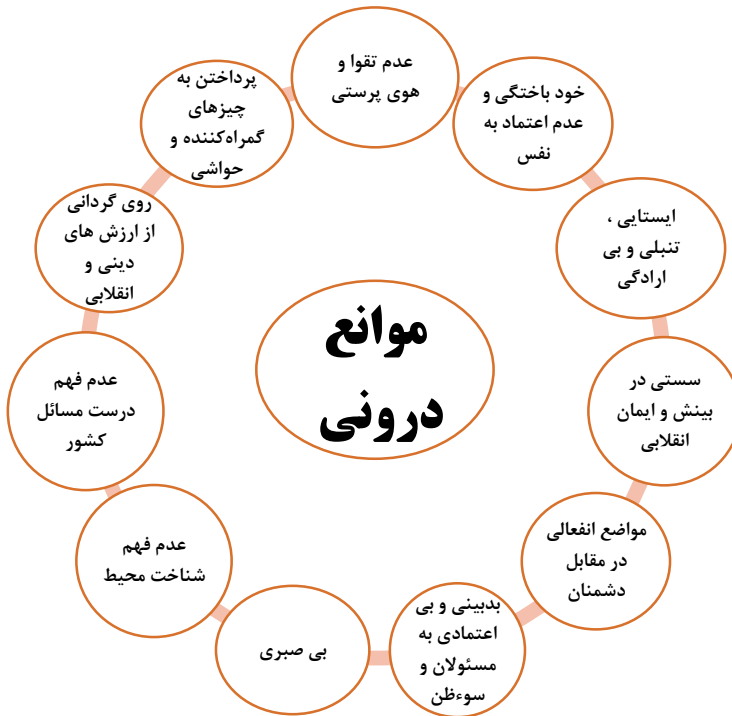 موانع
درونی
عدم تقوا و
هوی پرستی
خود باختگی و
عدم اعتماد به
نفس
ایستایی ،
تنبلی و بی
ارادگی
سستی در
بینش و ایمان
انقلابی
مواضع انفعالی
در مقابل
دشمنان
بدبینی و بی
اعتمادی به
مسئولان و
سوءظن
بی صبری
عدم فهم
شناخت محیط
عدم فهم
درست مسائل
کشور
روی گردانی
از ارزش های
دینی و
انقلابی
پرداختن به
چیزهای
گمراه‌کننده و
حواشی